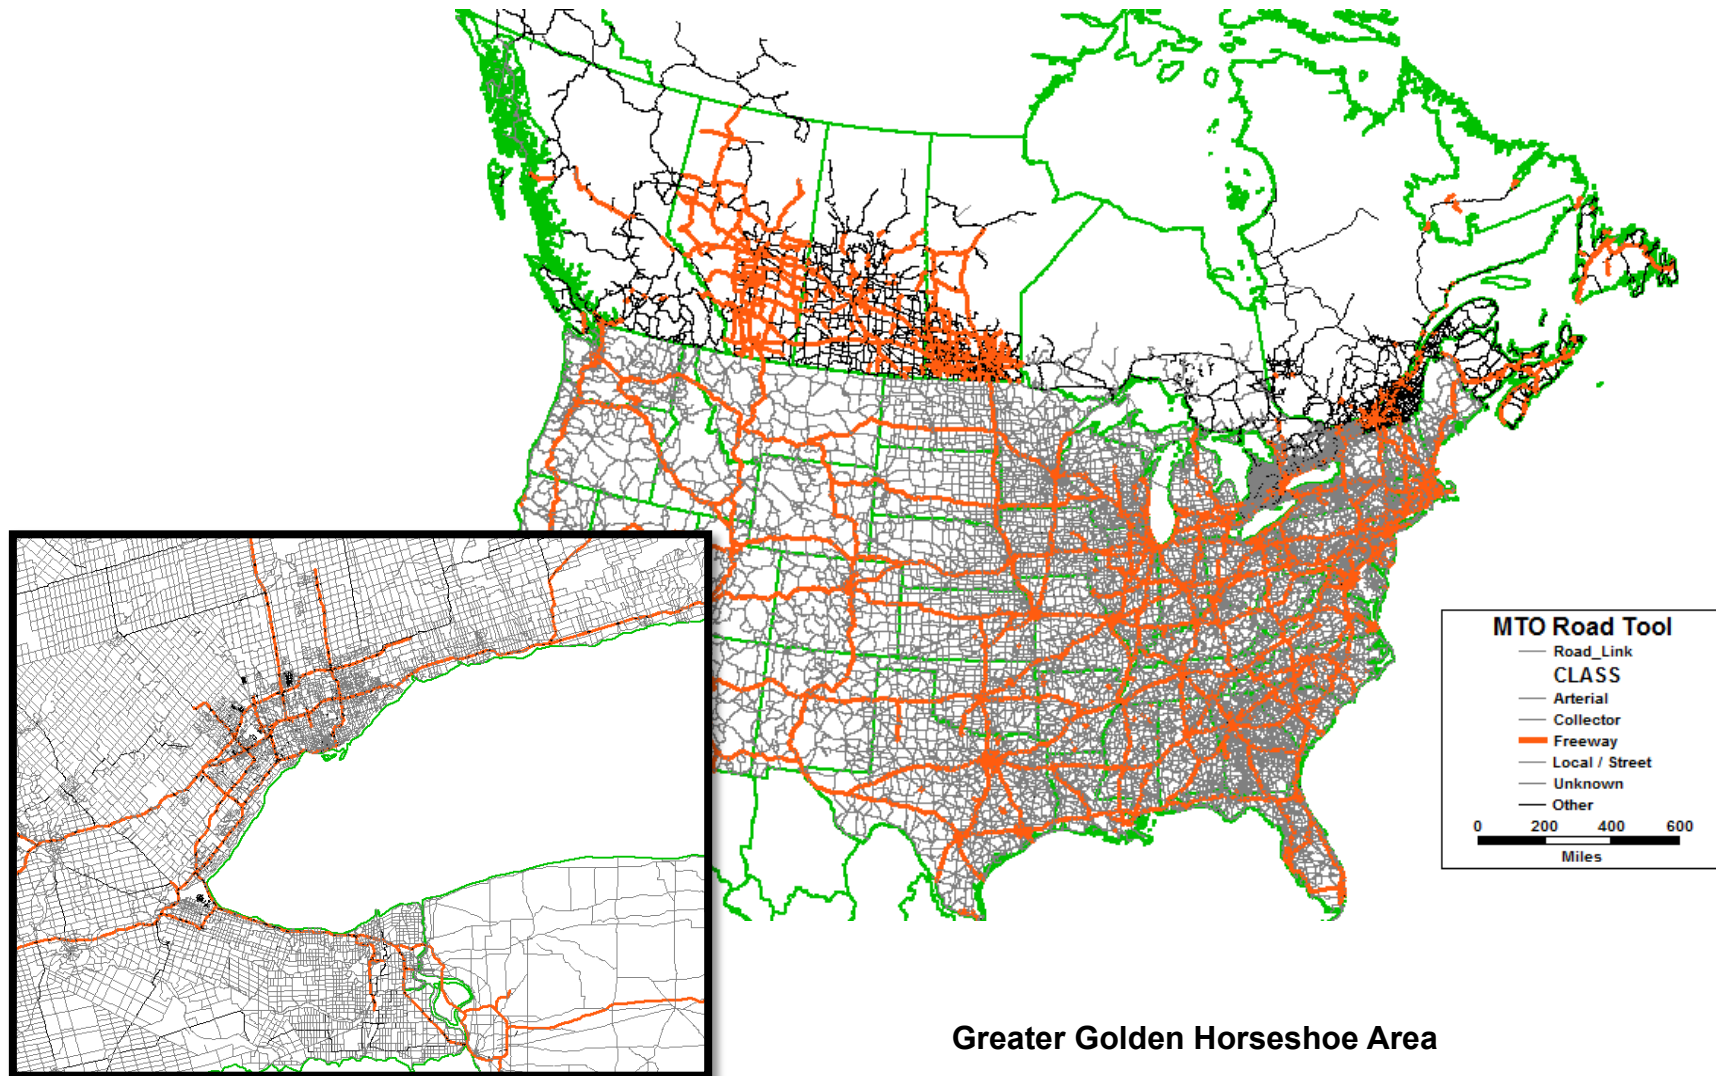 MTO Road Tool
Road_Link
CLASS
Arterial
Collector
Freeway
Local / Street
Unknown
Other
0 200 400 600
Miles
Greater Golden Horseshoe Area